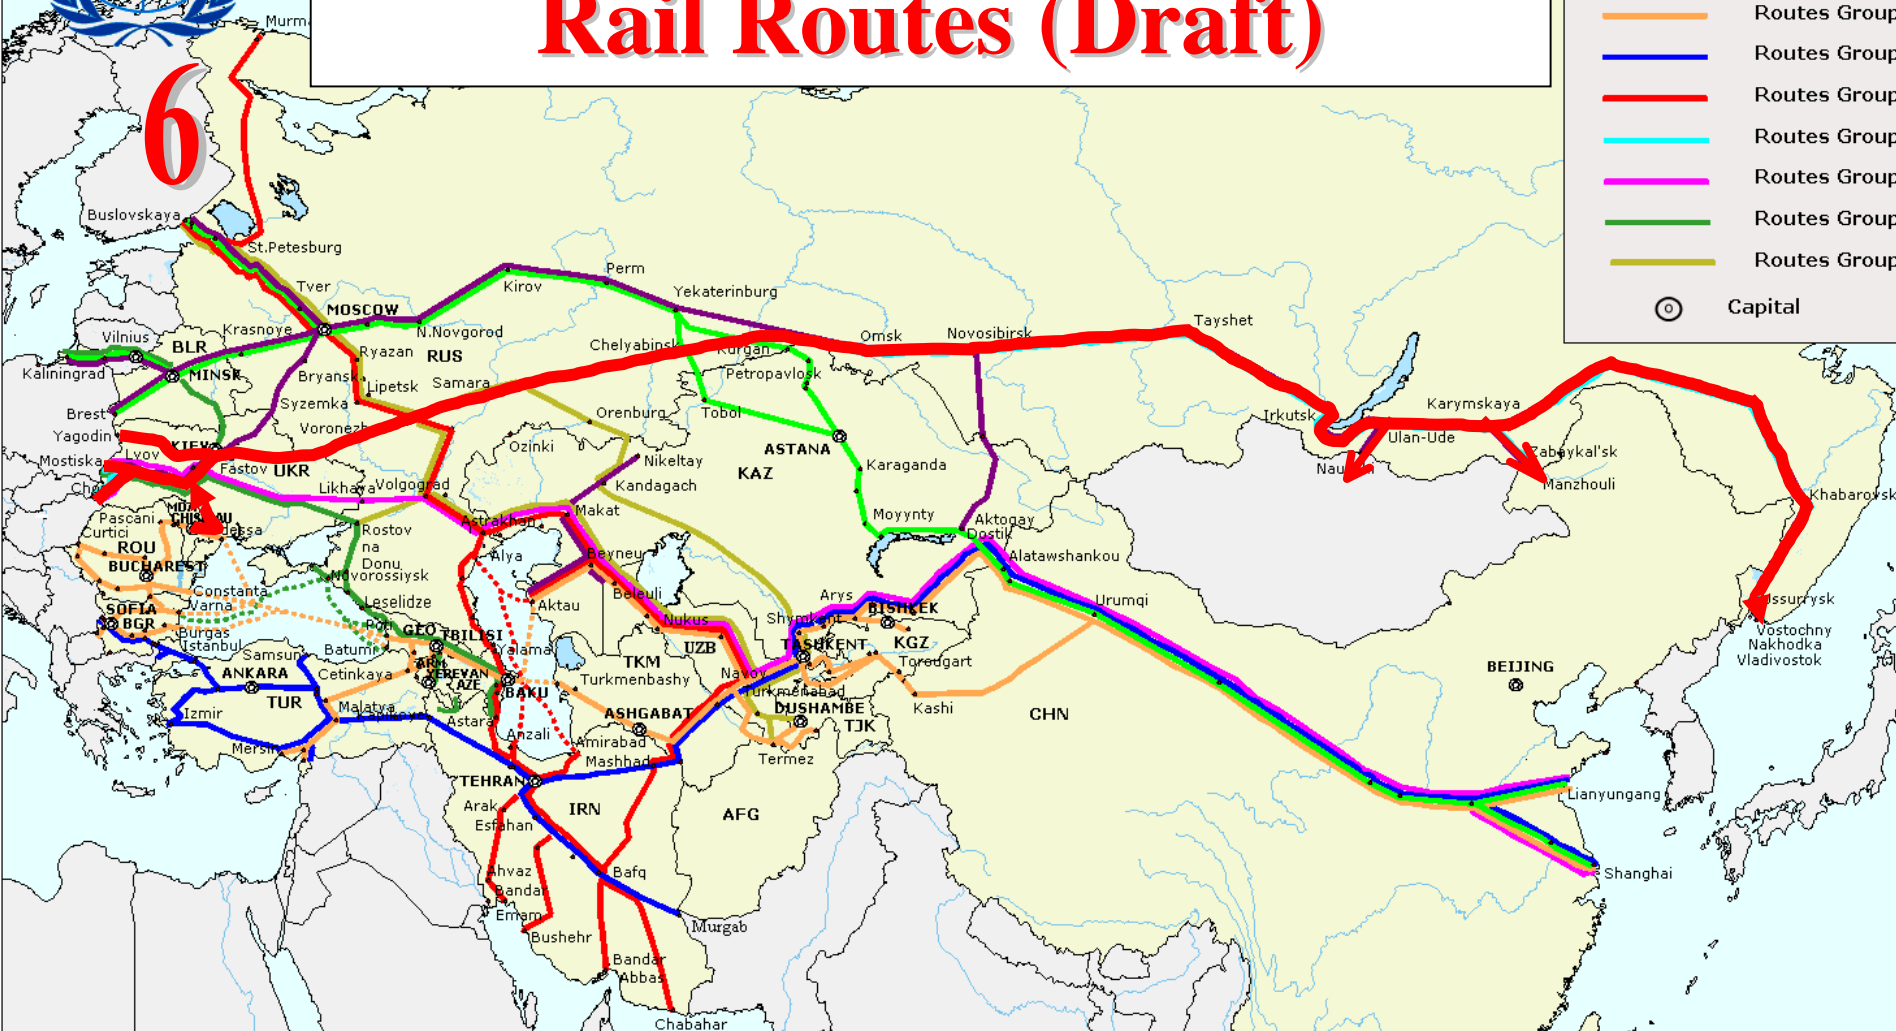 Rail Routes (Draft)
6
Routes Group
Routes Group
Routes Group
Routes Group
Routes Group
Routes Group
Routes Group
Capital
Buslovskaya
St.Petesburg
Tver
MOSCOW
Krasnoye
N.Novgorod
Kirov
Perm
Yekaterinburg
Vilnius
BLR
Kaliningrad
MINSK
Brest
Yagodin
KIEV
Mostiska
Lvov
Fastov
UKR
Ryazan
RUS
Bryansk
Lipetsk
Syzemka
Voronezh
Samara
Chelyabinsk
Kurgan
Petropavlosk
Tobol
Omsk
Novosibirsk
Tayshet
Irkutsk
Ulan-Ude
Karymskaya
Zabaykal'sk
Manzhouli
Khabarovsk
Ussurrysk
Vostochny
Nakhodka
Vladivostok
Orenburg
Ozinki
Nikeltay
Kandagach
ASTANA
KAZ
Karaganda
Moyynty
Aktogay
Dostik
Alatawshankou
Urumqi
Likhaya
Volgograd
Astrakhan
Makat
Rostov
na
Donu
Alya
Beyneu
Beleuli
Aktau
Nukus
Pascani
Curtici
ROU
BUCHAREST
Constanta
Varna
SOFIA
BGR
Burgas
Istanbul
Novorossiysk
Leselidze
Poti
GEO
TBILISI
Batumi
ARM
YEREVAN
AZE
BAKU
Yalama
Astara
Samsun
ANKARA
Cetinkaya
TUR
Izmir
Malatya
Kapikoy
Mersin
Arys
Shymkent
BISHKEK
KGZ
TASHKENT
Torougart
Kashi
UZB
TKM
Turkmenbashy
Navoy
Turkmenabad
DUSHAMBE
TJK
Termez
ASHGABAT
Amirabad
Mashhad
Anzali
TEHRAN
IRN
Arak
Esfahan
AFG
Ahvaz
Bandar
Emam
Bushehr
Bafq
Murgab
Bandar
Abbas
Chabahar
CHN
BEIJING
Lianyungang
Shanghai